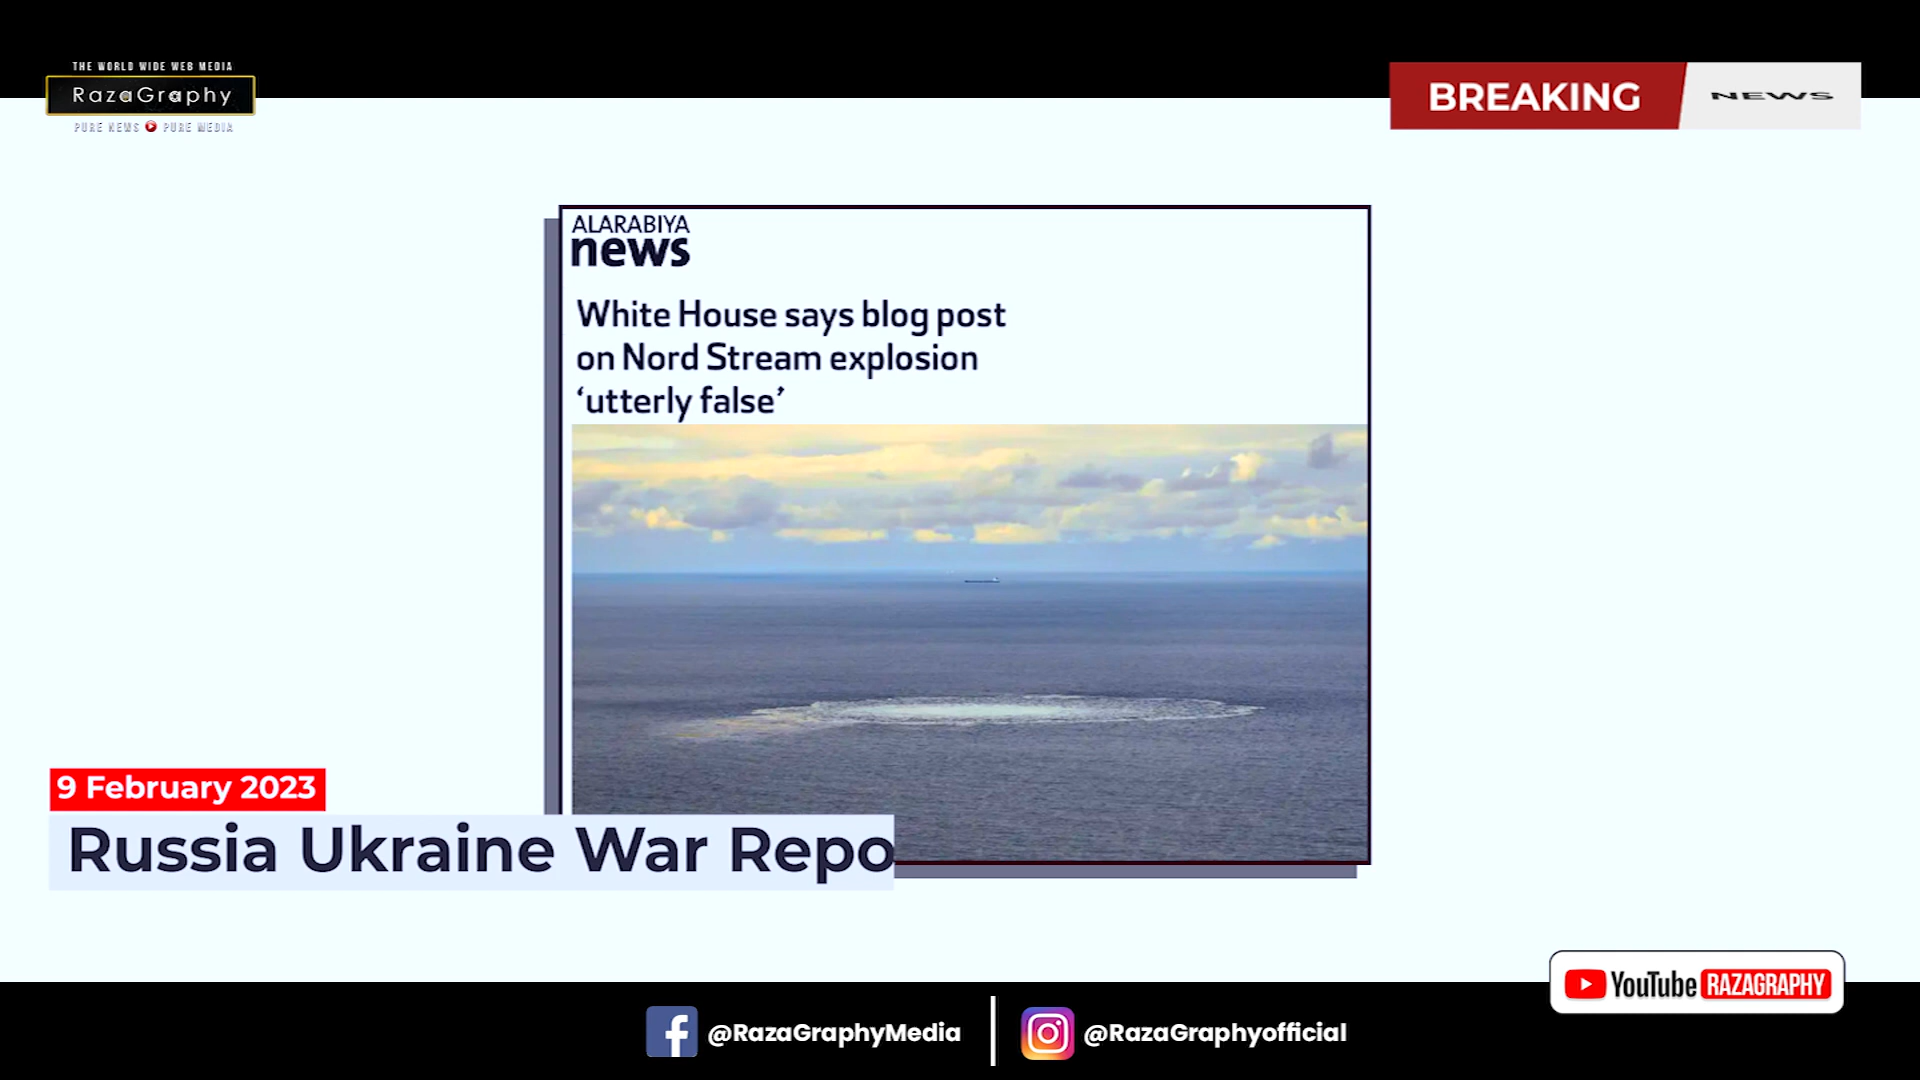 THE WORLD WIDE WEB MEDIA
RazaGraphy
PURE NEWS PURE MEDIA
BREAKING NEWS
ALARABIYA
news
White House says blog post
on Nord Stream explosion
‘utterly false’
9 February 2023
Russia Ukraine War Repo
YouTube RAZAGRAPHY
@RazaGraphyMedia
@RazaGraphyofficial